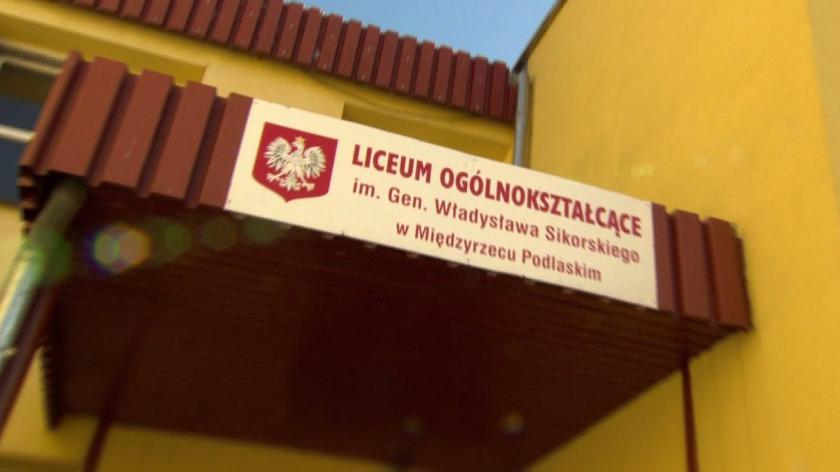 LICEUM OGÓLNOKSZTAŁCĄCE
im. Gen. Władysława Sikorskiego
w Międzyrzecu Podlaskim